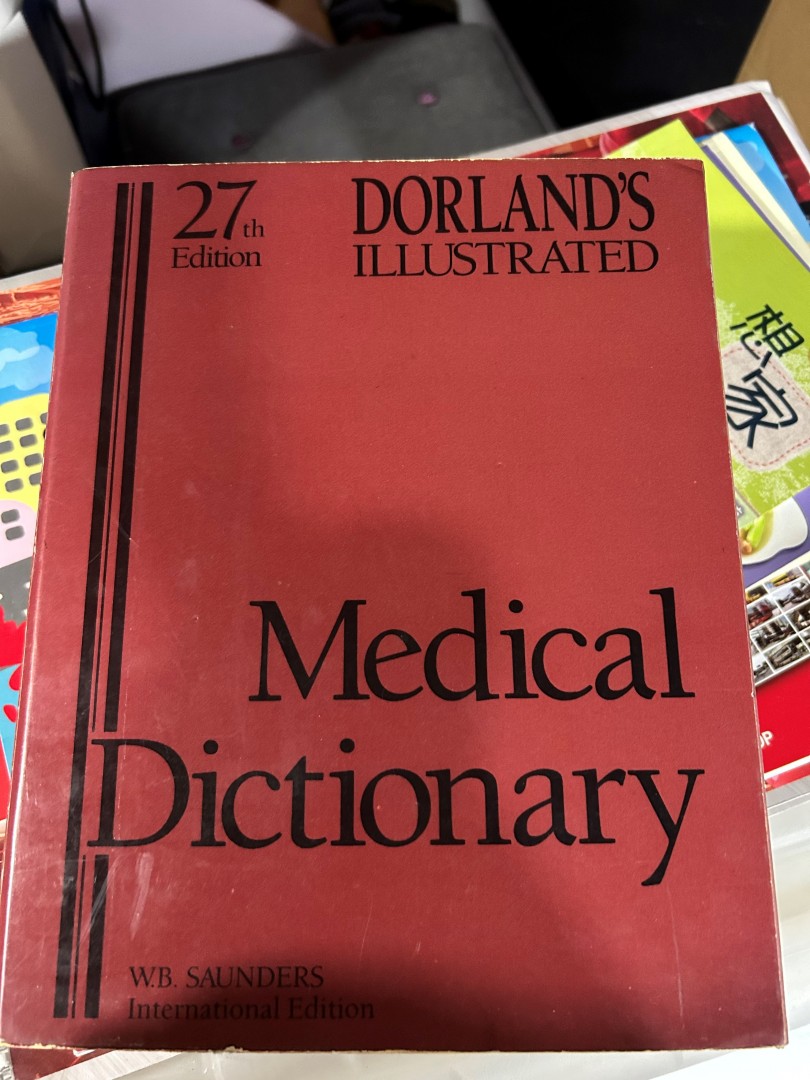 27th
Edition
DORLAND'S
ILLUSTRATED
Medical
Dictionary
W.B. SAUNDERS
International Edition
想家